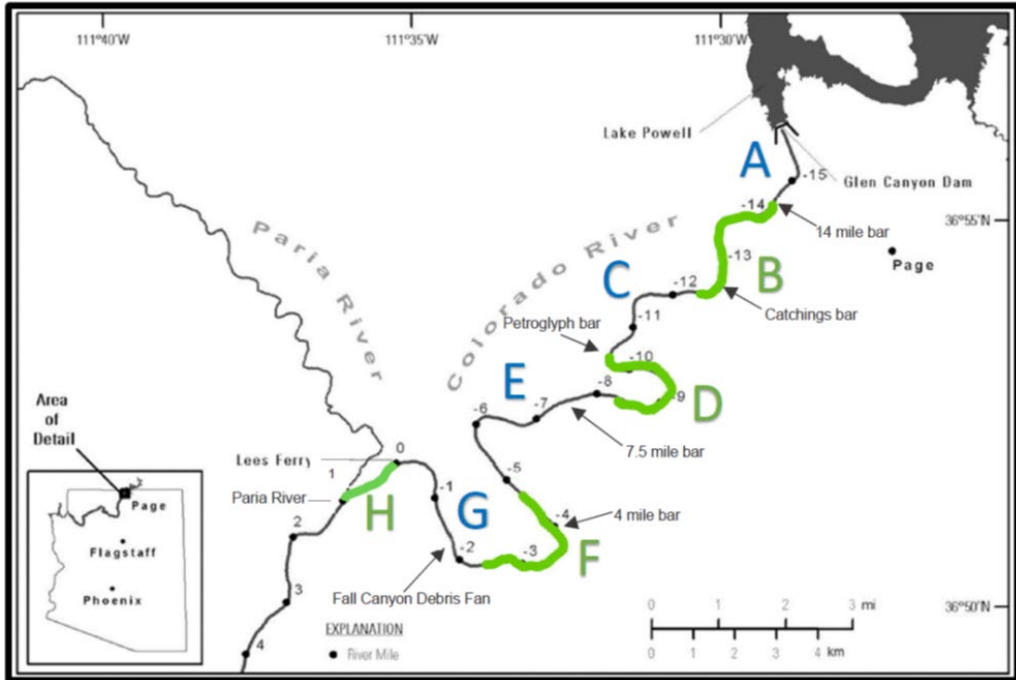 111°40'W
111°35'W
111°30'W
Lake Powell
A
-15
Glen Canyon Dam
-14
36°55'N
14 mile bar
Paria River
Colorado River
-13
B
Page
C
-12
Catchings bar
-11
Petroglyph bar
-10
E
-8
-9
D
-7
-6
7.5 mile bar
Area
of
Detail
0
Lees Ferry
1
-5
Paria River
-1
H
G
-4
4 mile bar
Page
2
-2
-3
F
Flagstaff
Fall Canyon Debris Fan
Phoenix
3
0 1 2 3 mi
36°50'N
EXPLANATION
River Mile
4
0 1 2 3 4 km